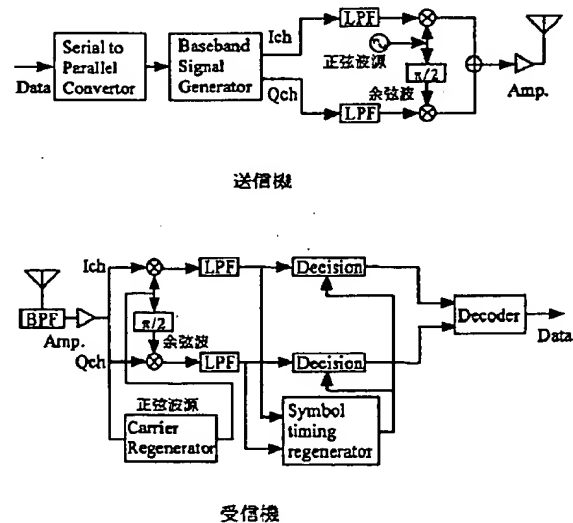 Ich
LPF
Serial to
Parallel
Convertor
Baseband
Signal
Generator
正弦波源
Data
π/2
Qch
余弦波
Amp.
LPF
送信機
Ich
LPF
Decision
BPF
π/2
Decoder
Amp.
余弦波
Data
Qch
LPF
Decision
正弦波源
Carrier
Regenerator
Symbol
timing
regenerator
受信機